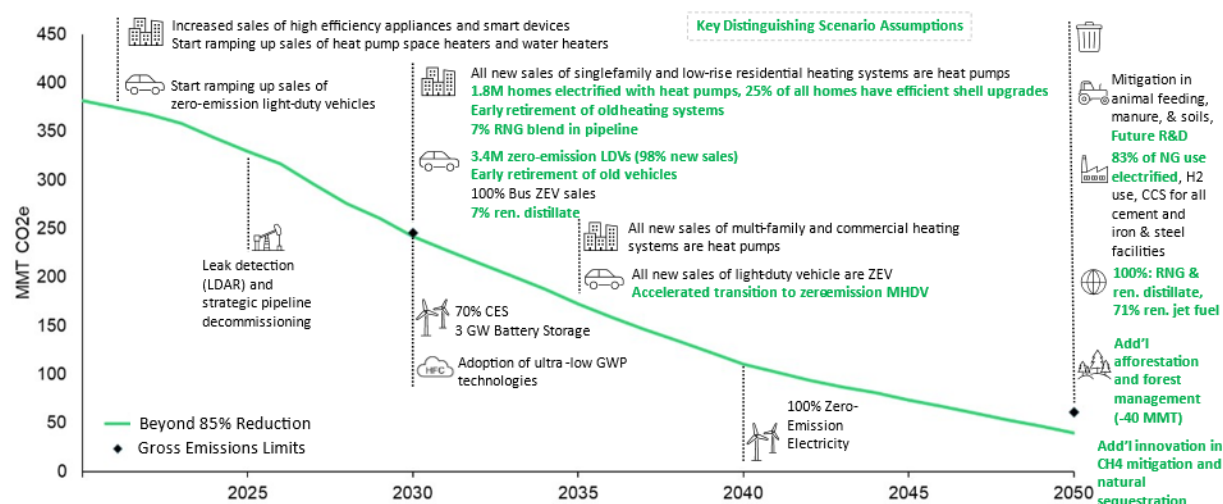 Increased sales of high efficiency appliances and smart devices
Start ramping up sales of heat pump space heaters and water heaters
Key Distinguishing Scenario Assumptions
Start ramping up sales of
zero-emission light-duty vehicles
All new sales of singlefamily and low-rise residential heating systems are heat pumps
1.8M homes electrified with heat pumps, 25% of all homes have efficient shell upgrades
Early retirement of oldheating systems
7% RNG blend in pipeline
3.4M zero-emission LDVs (98% new sales)
Early retirement of old vehicles
100% Bus ZEV sales
7% ren. distillate
All new sales of multi-family and commercial heating
systems are heat pumps
All new sales of light-duty vehicle are ZEV
Accelerated transition to zeroemission MHDV
Leak detection
(LDAR) and
strategic pipeline
decommissioning
70% CES
3 GW Battery Storage
HFC
Adoption of ultra-low GWP
technologies
100% Zero-
Emission
Electricity
Mitigation in
animal feeding,
manure, & soils,
Future R&D
83% of NG use
electrified, H2
use, CCS for all
cement and
iron & steel
facilities
100%: RNG &
ren. distillate,
71% ren. jet fuel
Add'l
afforestation
and forest
management
(-40 MMT)
Add'l innovation in
CH4 mitigation and
natural
sequestration
MMT CO2e
450
400
350
300
250
200
150
100
50
0
Beyond 85% Reduction
Gross Emissions Limits
2025
2030
2035
2040
2045
2050